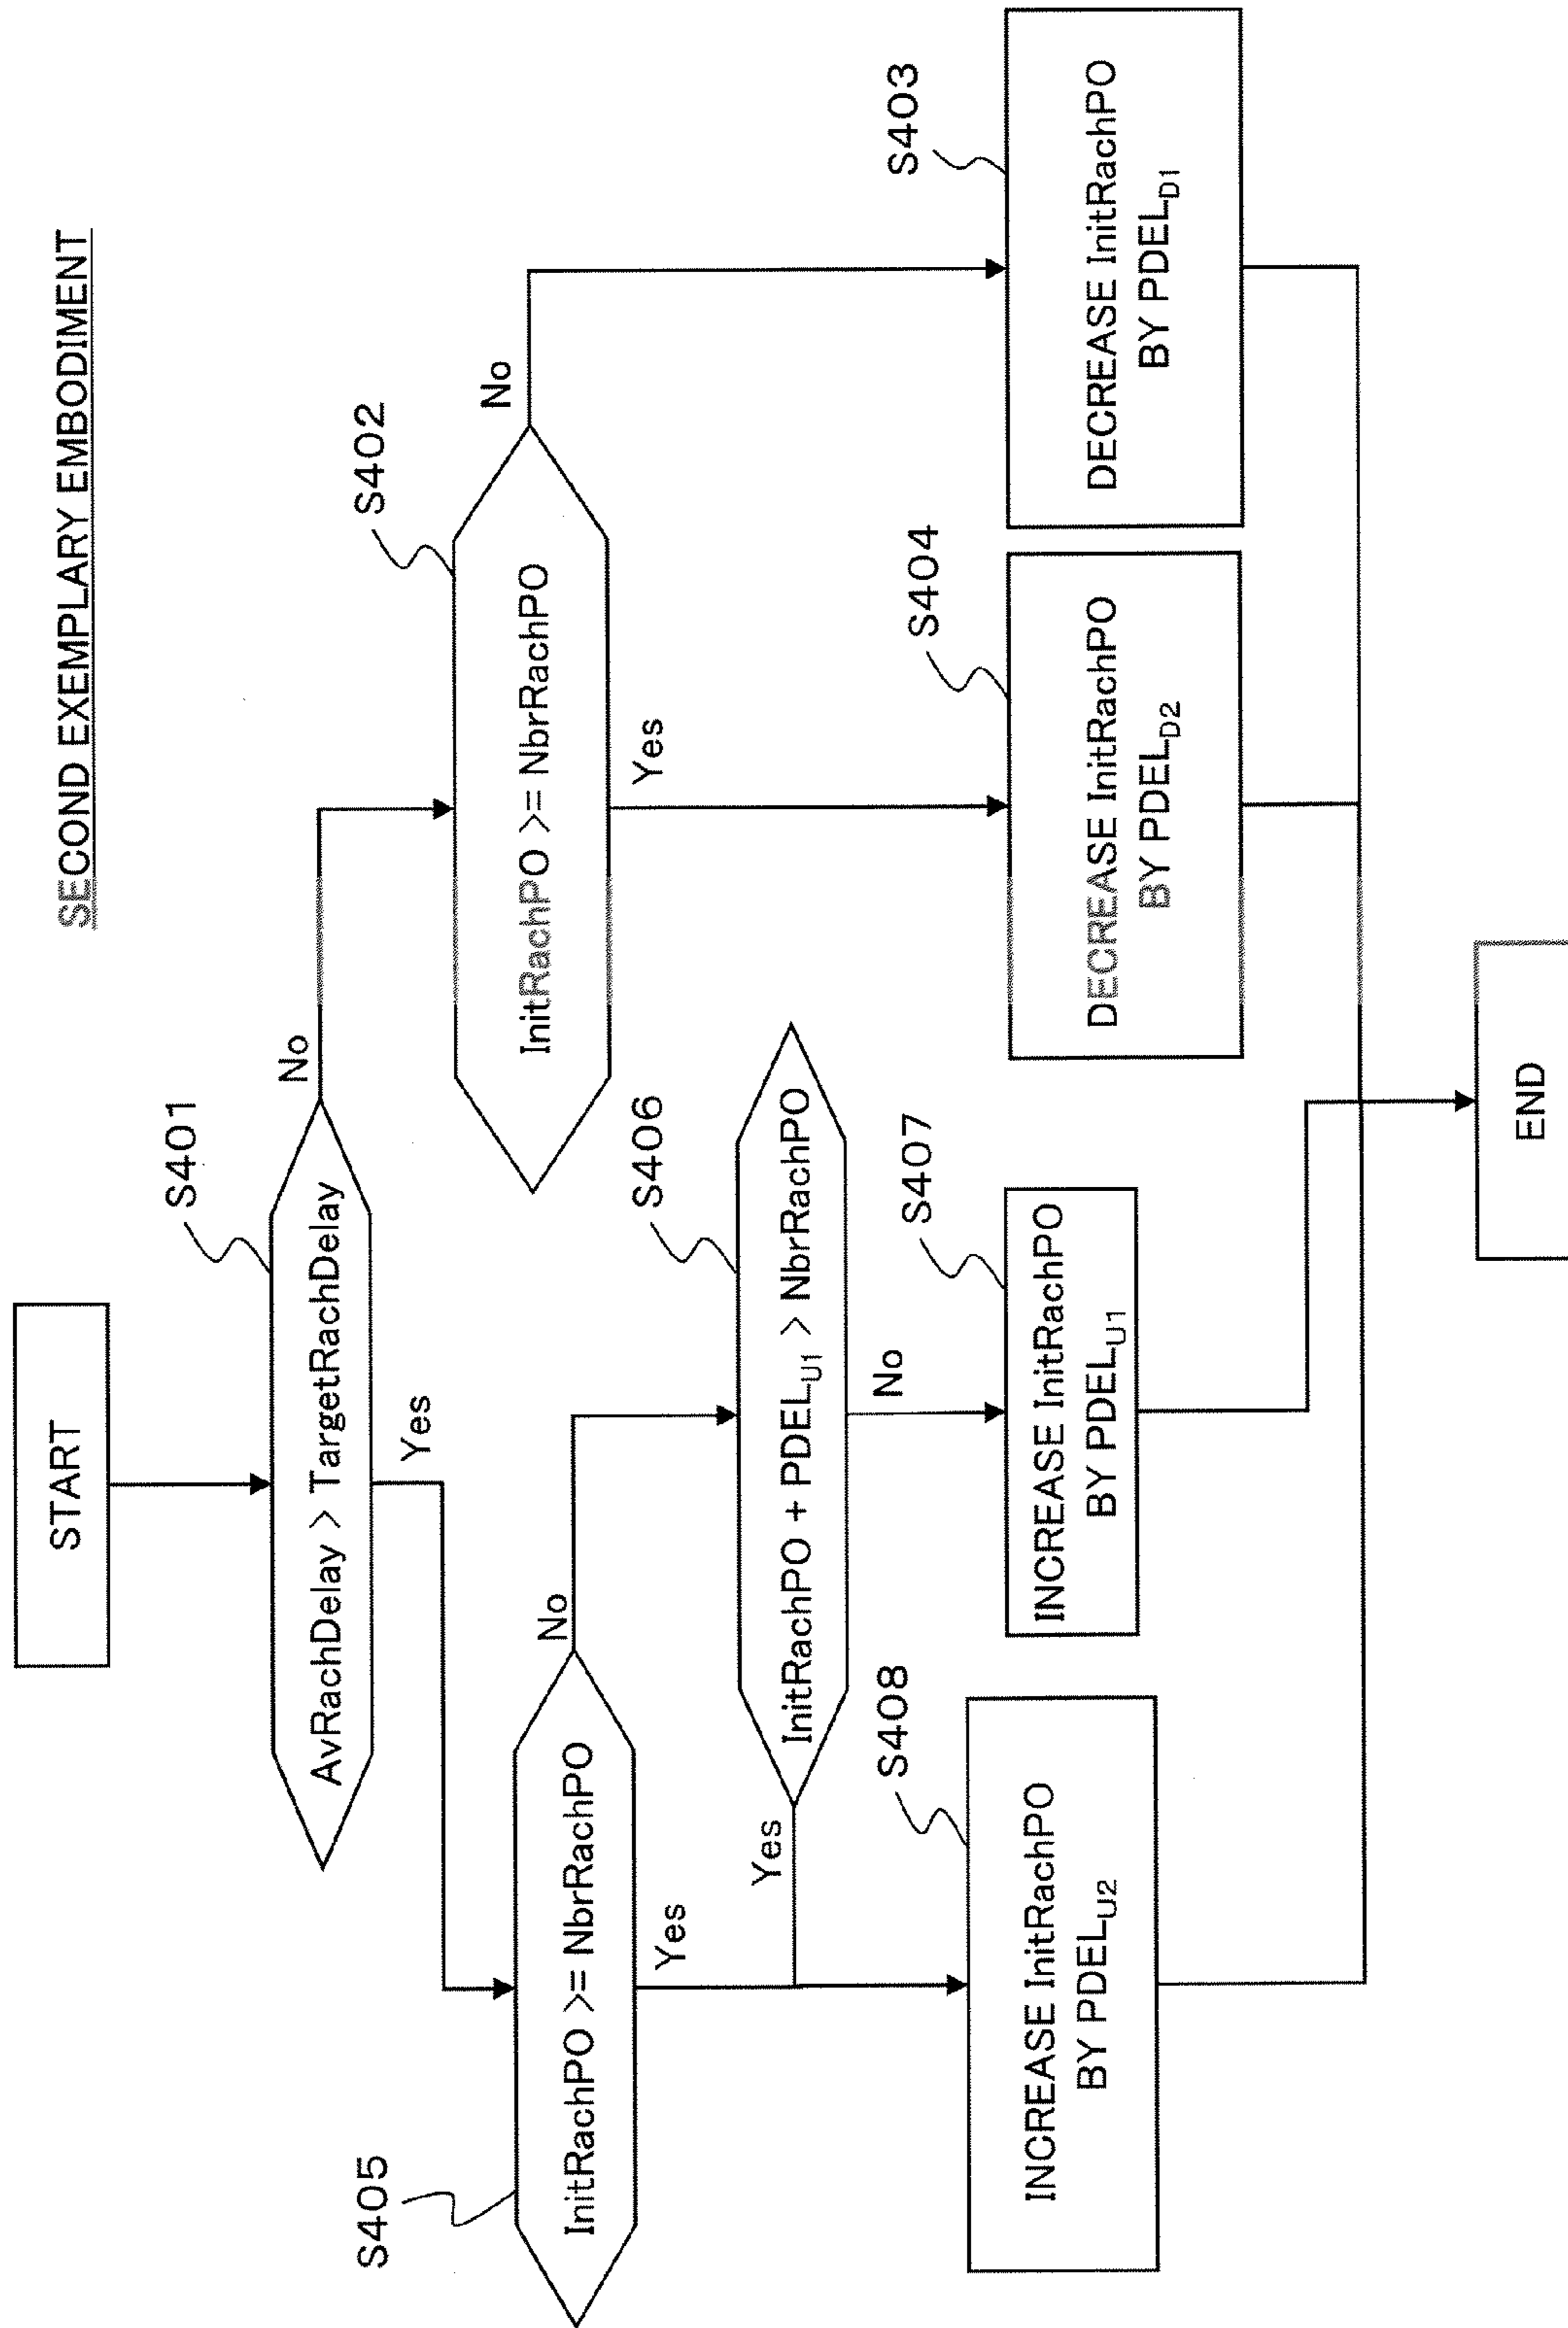 SECOND EXEMPLARY EMBODIMENT
START
S401
AvRachDelay > TargetRachDelay
No
Yes
S402
InitRachPO >= NbrRachPO
No
Yes
S405
InitRachPO >= NbrRachPO
No
Yes
S406
InitRachPO + PDELU1 > NbrRachPO
Yes
No
S408
INCREASE InitRachPO
BY PDELU2
S407
INCREASE InitRachPO
BY PDELU1
S404
DECREASE InitRachPO
BY PDELD2
S403
DECREASE InitRachPO
BY PDELD1
END